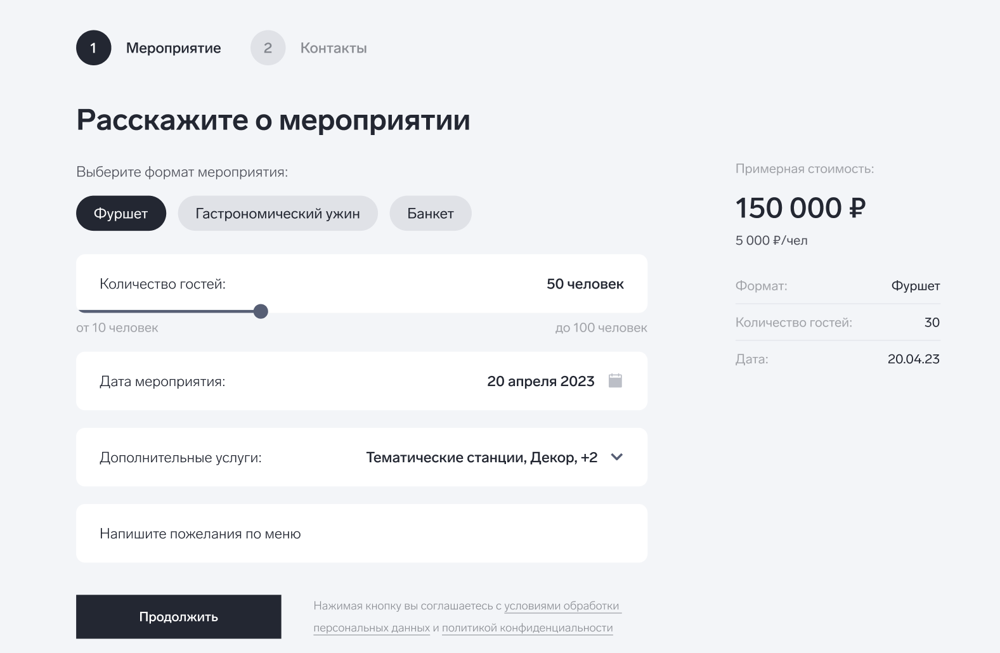 1 Мероприятие 2 Контакты
Расскажите о мероприятии
Выберите формат мероприятия:
Фуршет Гастрономический ужин Банкет
Количество гостей: 50 человек
от 10 человек до 100 человек
Дата мероприятия: 20 апреля 2023
Дополнительные услуги: Тематические станции, Декор, +2
Напишите пожелания по меню
Продолжить
Нажимая кнопку вы соглашаетесь с условиями обработки
персональных данных и политикой конфиденциальности
Примерная стоимость:
150 000 ₽
5 000 ₽/чел
Формат: Фуршет
Количество гостей: 30
Дата: 20.04.23